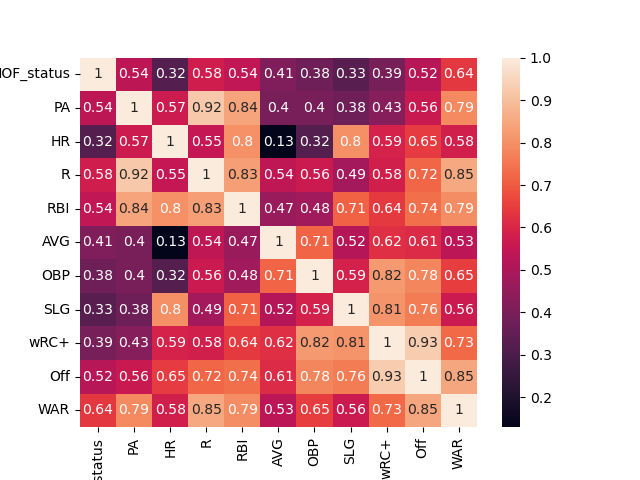 HOF_status 1 0.54 0.32 0.58 0.54 0.41 0.38 0.33 0.39 0.52 0.64
PA 0.54 1 0.57 0.92 0.84 0.4 0.4 0.38 0.43 0.56 0.79
HR 0.32 0.57 1 0.55 0.8 0.13 0.32 0.8 0.59 0.65 0.58
R 0.58 0.92 0.55 1 0.83 0.54 0.56 0.49 0.58 0.72 0.85
RBI 0.54 0.84 0.8 0.83 1 0.47 0.48 0.71 0.64 0.74 0.79
AVG 0.41 0.4 0.13 0.54 0.47 1 0.71 0.52 0.62 0.61 0.53
OBP 0.38 0.4 0.32 0.56 0.48 0.71 1 0.59 0.82 0.78 0.65
SLG 0.33 0.38 0.8 0.49 0.71 0.52 0.59 1 0.81 0.76 0.56
wRC+ 0.39 0.43 0.59 0.58 0.64 0.62 0.82 0.81 1 0.93 0.73
Off 0.52 0.56 0.65 0.72 0.74 0.61 0.78 0.76 0.93 1 0.85
WAR 0.64 0.79 0.58 0.85 0.79 0.53 0.65 0.56 0.73 0.85 1
status PA HR R RBI AVG OBP SLG wRC+ Off WAR
1.0
0.9
0.8
0.7
0.6
0.5
0.4
0.3
0.2